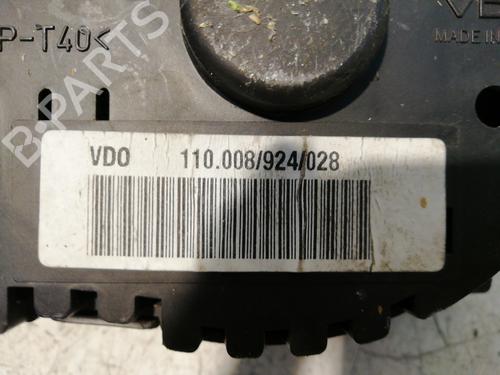 P-T40<
MADE IN
VDO 110.008/924/028
B-PARTS